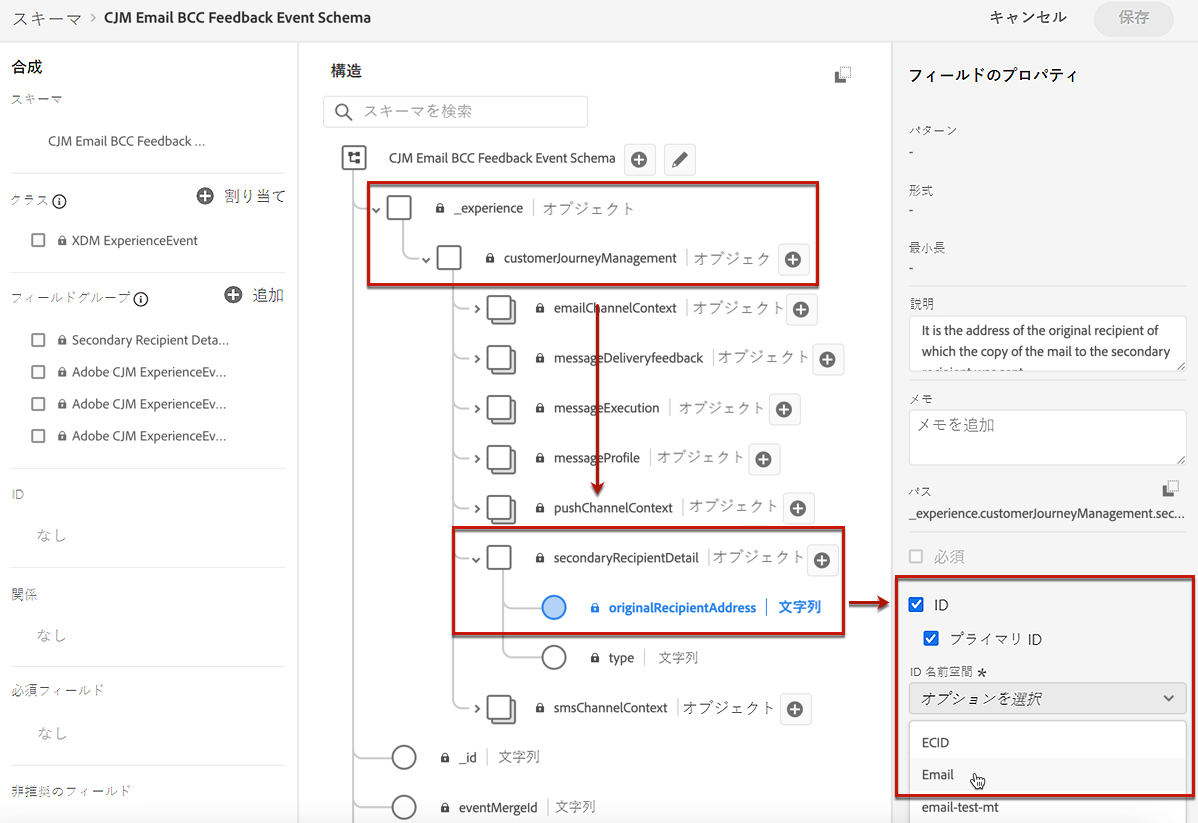 スキーマ > CJM Email BCC Feedback Event Schema
キャンセル
保存
合成
スキーマ
CJM Email BCC Feedback ...
クラス
割り当て
XDM ExperienceEvent
フィールドグループ
追加
Secondary Recipient Deta...
Adobe CJM ExperienceEv...
Adobe CJM ExperienceEv...
Adobe CJM ExperienceEv...
ID
なし
関係
なし
必須フィールド
なし
非推奨のフィールド
構造
スキーマを検索
CJM Email BCC Feedback Event Schema
_experience オブジェクト
customerJourneyManagement オブジェク
emailChannelContext オブジェクト
messageDeliveryfeedback オブジェクト
messageExecution オブジェクト
messageProfile オブジェクト
pushChannelContext オブジェクト
secondaryRecipientDetail オブジェクト
originalRecipientAddress 文字列
type 文字列
smsChannelContext オブジェクト
_id 文字列
eventMergeId 文字列
フィールドのプロパティ
パターン
-
形式
-
最小長
-
説明
It is the address of the original recipient of
which the copy of the mail to the secondary
recipient was sent
メモ
メモを追加
パス
_experience.customerJourneyManagement.sec...
必須
ID
プライマリ ID
ID 名前空間 *
オプションを選択
ECID
Email
email-test-mt